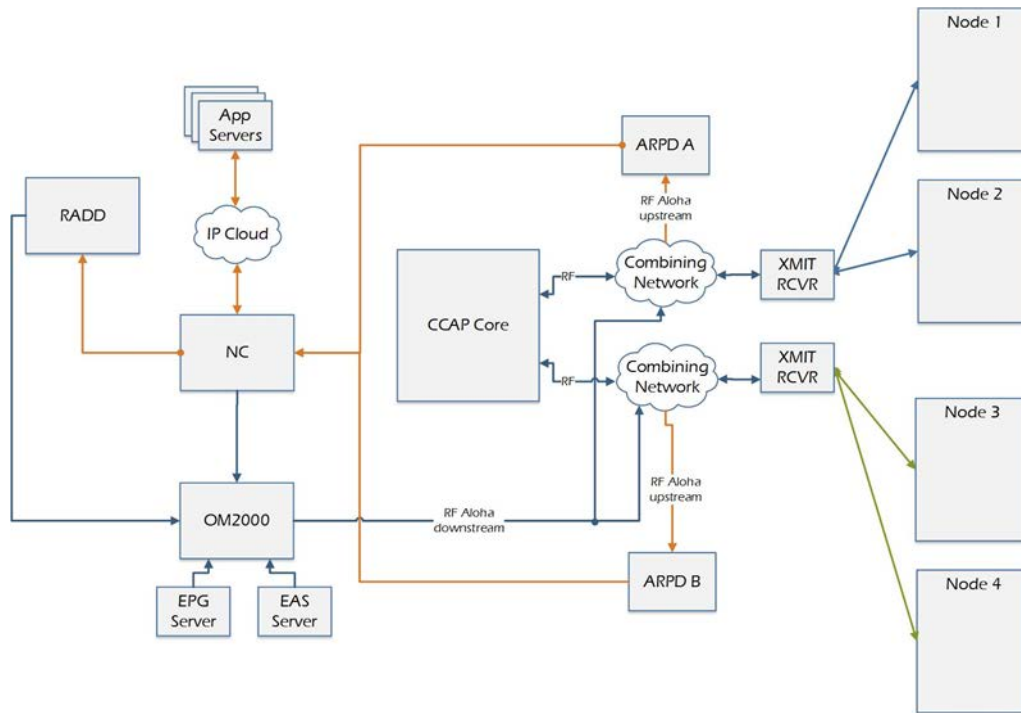 Node 1
App
Servers
ARPD A
RADD
Node 2
RF Aloha
upstream
IP Cloud
Combining
Network
XMIT
RCVR
RF
CCAP Core
NC
Combining
Network
XMIT
RCVR
RF
Node 3
RF Aloha
upstream
OM2000
RF Aloha
downstream
ARPD B
Node 4
EPG
Server
EAS
Server